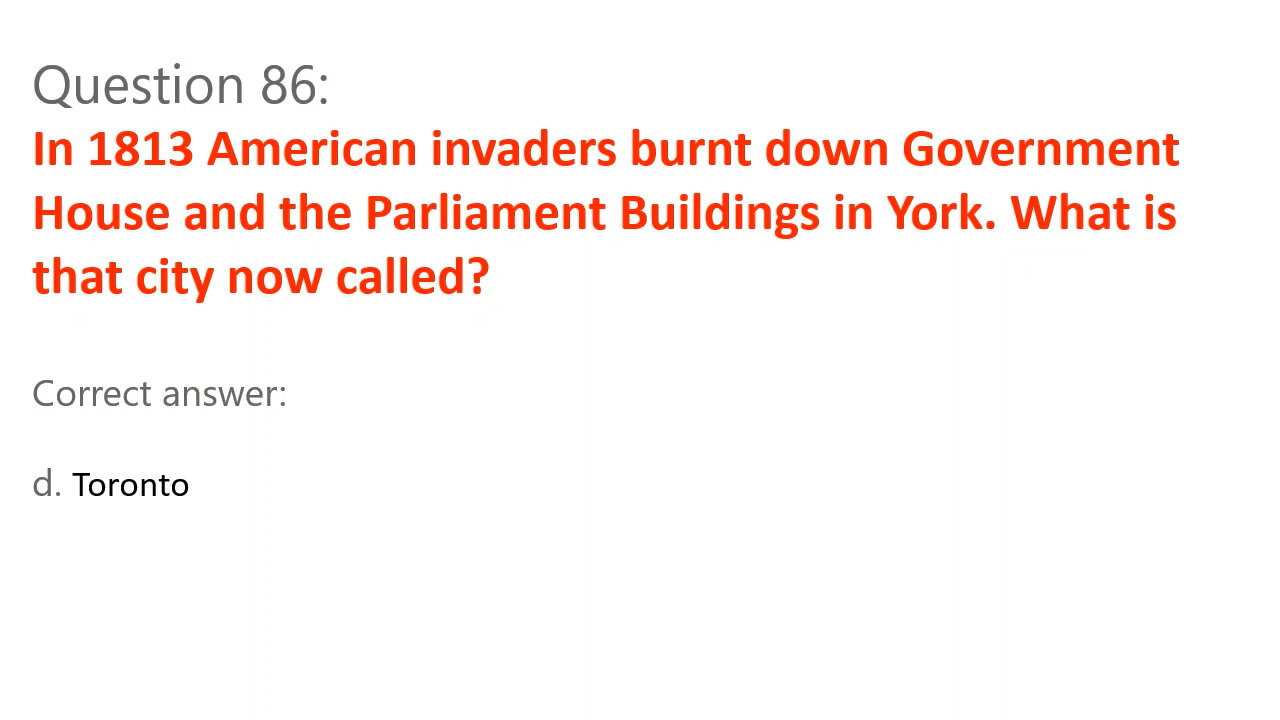 Question 86:
In 1813 American invaders burnt down Government
House and the Parliament Buildings in York. What is
that city now called?
Correct answer:
d. Toronto